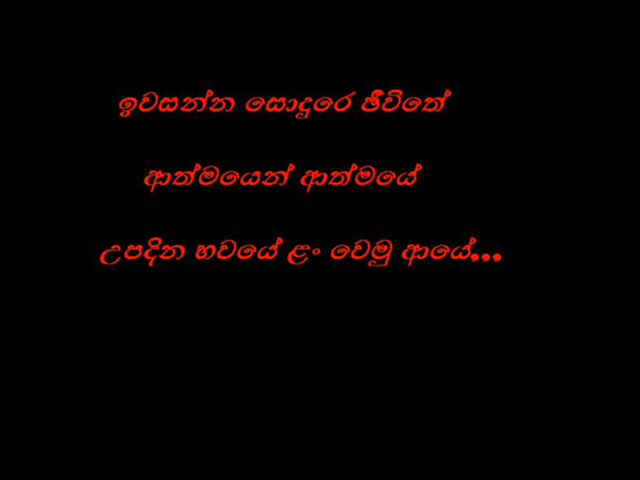 ඉවසන්න සොදුරෙ ජීවිතේ
ආත්මයෙන් ආත්මයේ
උපදින භවයේ ළං වෙමු ආයේ...